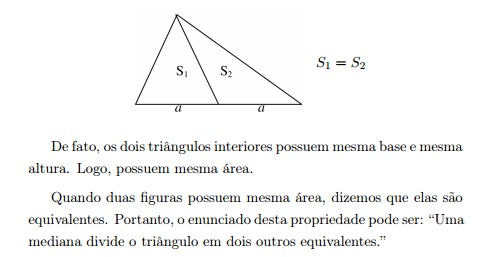 S₁ S₂ S₁ = S₂
a a
De fato, os dois triângulos interiores possuem mesma base e mesma
altura. Logo, possuem mesma área.
Quando duas figuras possuem mesma área, dizemos que elas são
equivalentes. Portanto, o enunciado desta propriedade pode ser: “Uma
mediana divide o triângulo em dois outros equivalentes.”